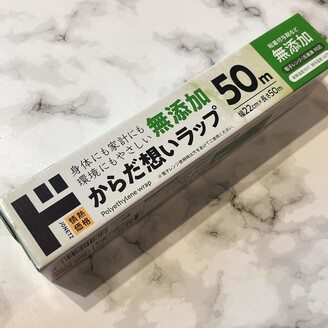 身体にも家計にも
環境にもやさしい
無添加
50m
からだ想いラップ
幅22cm×長さ50m
Polyethylene wrap
ド
JONETZ
情熱
価格
無添加